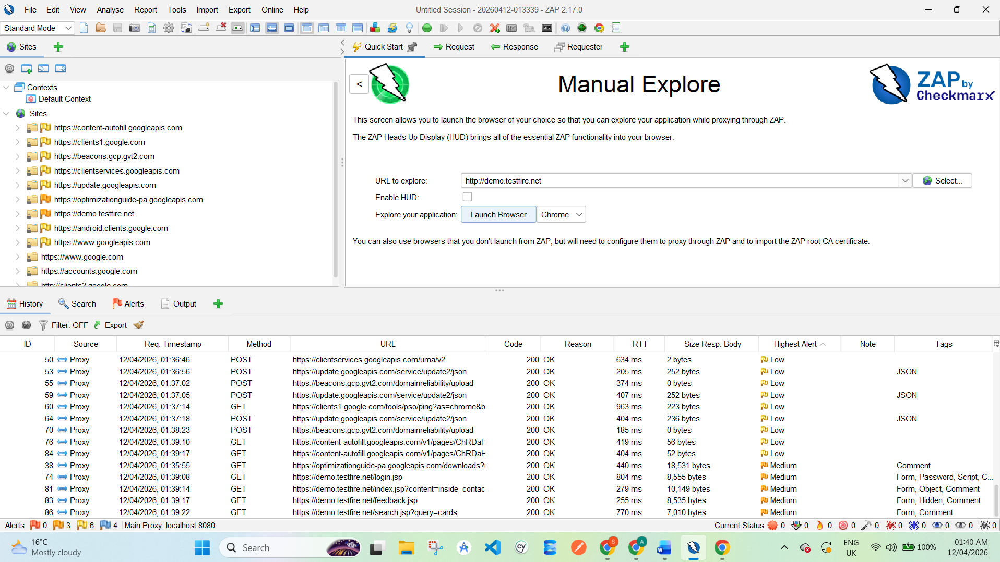 File Edit View Analyse Report Tools Import Export Online Help
Untitled Session - 20260412-013339 - ZAP 2.17.0
Standard Mode
Sites
Quick Start Request Response Requester
Contexts
Default Context
Sites
https://content-autofill.googleapis.com
https://clients1.google.com
https://beacons.gcp.gvt2.com
https://clientservices.googleapis.com
https://update.googleapis.com
https://optimizationguide-pa.googleapis.com
https://demo.testfire.net
https://android.clients.google.com
https://www.googleapis.com
https://www.google.com
https://accounts.google.com
http://clients2.google.com
<
Manual Explore
ZAP by
Checkmarx
This screen allows you to launch the browser of your choice so that you can explore your application while proxying through ZAP.
The ZAP Heads Up Display (HUD) brings all of the essential ZAP functionality into your browser.
URL to explore: http://demo.testfire.net Select...
Enable HUD:
Explore your application: Launch Browser Chrome
You can also use browsers that you don't launch from ZAP, but will need to configure them to proxy through ZAP and to import the ZAP root CA certificate.
History Search Alerts Output
Filter: OFF Export
ID Source Req. Timestamp Method URL Code Reason RTT Size Resp. Body Highest Alert Note Tags
50 Proxy 12/04/2026, 01:36:46 POST https://clientservices.googleapis.com/uma/v2 200 OK 634 ms 2 bytes Low
53 Proxy 12/04/2026, 01:36:56 POST https://update.googleapis.com/service/update2/json 200 OK 205 ms 252 bytes Low JSON
55 Proxy 12/04/2026, 01:37:02 POST https://beacons.gcp.gvt2.com/domainreliability/upload 200 OK 374 ms 0 bytes Low
59 Proxy 12/04/2026, 01:37:05 POST https://update.googleapis.com/service/update2/json 200 OK 407 ms 252 bytes Low JSON
60 Proxy 12/04/2026, 01:37:14 GET https://clients1.google.com/tools/pso/ping?as=chrome&b 200 OK 963 ms 223 bytes Low
64 Proxy 12/04/2026, 01:37:18 POST https://update.googleapis.com/service/update2/json 200 OK 404 ms 236 bytes Low JSON
70 Proxy 12/04/2026, 01:38:23 POST https://beacons.gcp.gvt2.com/domainreliability/upload 200 OK 185 ms 0 bytes Low
76 Proxy 12/04/2026, 01:39:10 GET https://content-autofill.googleapis.com/v1/pages/ChRDaH 200 OK 419 ms 56 bytes Low
84 Proxy 12/04/2026, 01:39:17 GET https://content-autofill.googleapis.com/v1/pages/ChRDaH 200 OK 404 ms 52 bytes Low
38 Proxy 12/04/2026, 01:35:55 GET https://optimizationguide-pa.googleapis.com/downloads?r 200 OK 440 ms 18,531 bytes Medium Comment
74 Proxy 12/04/2026, 01:39:08 GET https://demo.testfire.net/login.jsp 200 OK 804 ms 8,555 bytes Medium Form, Password, Script, C...
81 Proxy 12/04/2026, 01:39:14 GET https://demo.testfire.net/index.jsp?content=inside_contac 200 OK 279 ms 10,149 bytes Medium Form, Object, Comment
83 Proxy 12/04/2026, 01:39:17 GET https://demo.testfire.net/feedback.jsp 200 OK 255 ms 8,535 bytes Medium Form, Hidden, Comment
86 Proxy 12/04/2026, 01:39:22 GET https://demo.testfire.net/search.jsp?query=cards 200 OK 770 ms 7,010 bytes Medium Form, Comment
Alerts 0 3 6 4 Main Proxy: localhost:8080 Current Status 0 0 0 0 0 0 0 0 0 0
16°C
Mostly cloudy
Search
cy
S
A
ENG
UK
100%
01:40 AM
12/04/2026